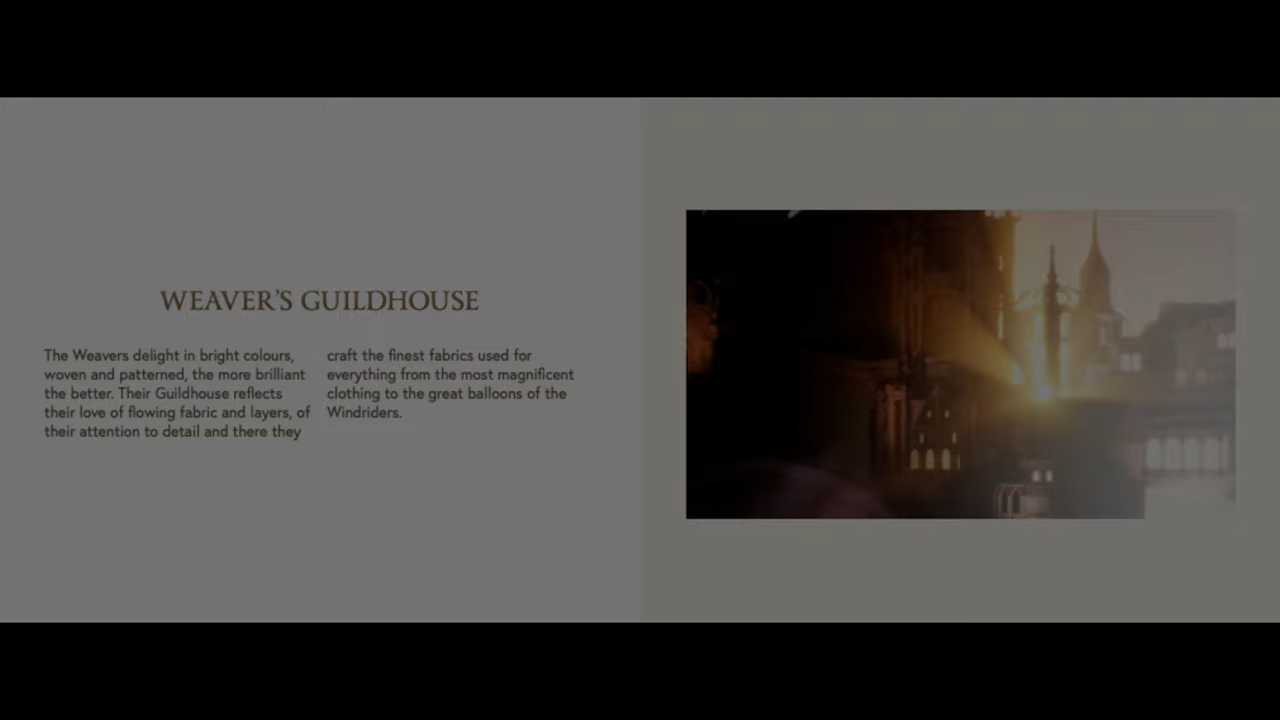 WEAVER'S GUILDHOUSE
The Weavers delight in bright colours,
woven and patterned, the more brilliant
the better. Their Guildhouse reflects
their love of flowing fabric and layers, of
their attention to detail and there they
craft the finest fabrics used for
everything from the most magnificent
clothing to the great balloons of the
Windriders.